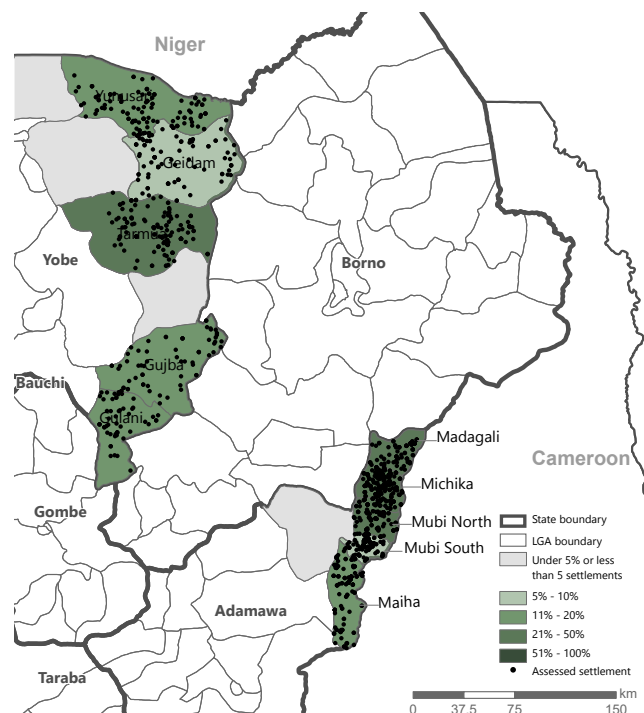 Niger
Yunusari
Geidam
Tarmua
Yobe
Borno
Gujba
Bauchi
Gulani
Madagali
Cameroon
Michika
Gombe
Mubi North
Mubi South
Adamawa
Maiha
Taraba
State boundary
LGA boundary
Under 5% or less
than 5 settlements
5% - 10%
11% - 20%
21% - 50%
51% - 100%
Assessed settlement
km
0 37.5 75 150